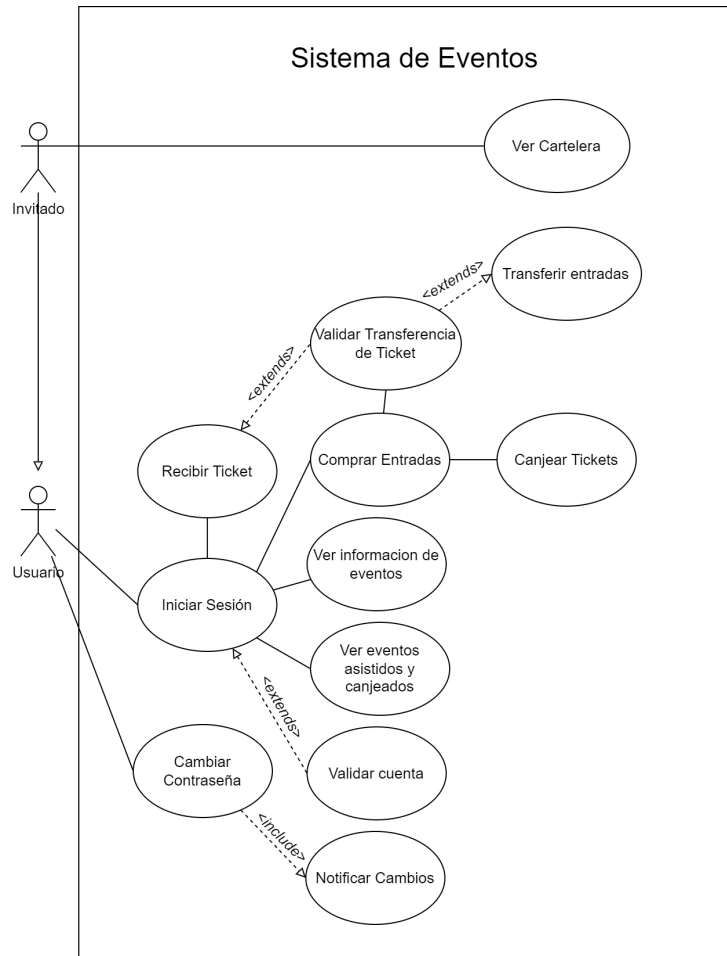 Sistema de Eventos
Ver Cartelera
Invitado
<extends>
Transferir entradas
Validar Transferencia
de Ticket
<extends>
Recibir Ticket
Comprar Entradas
Canjear Tickets
Usuario
Ver informacion de
eventos
Iniciar Sesión
Ver eventos
asistidos y
canjeados
<extends>
Cambiar
Contraseña
Validar cuenta
<include>
Notificar Cambios